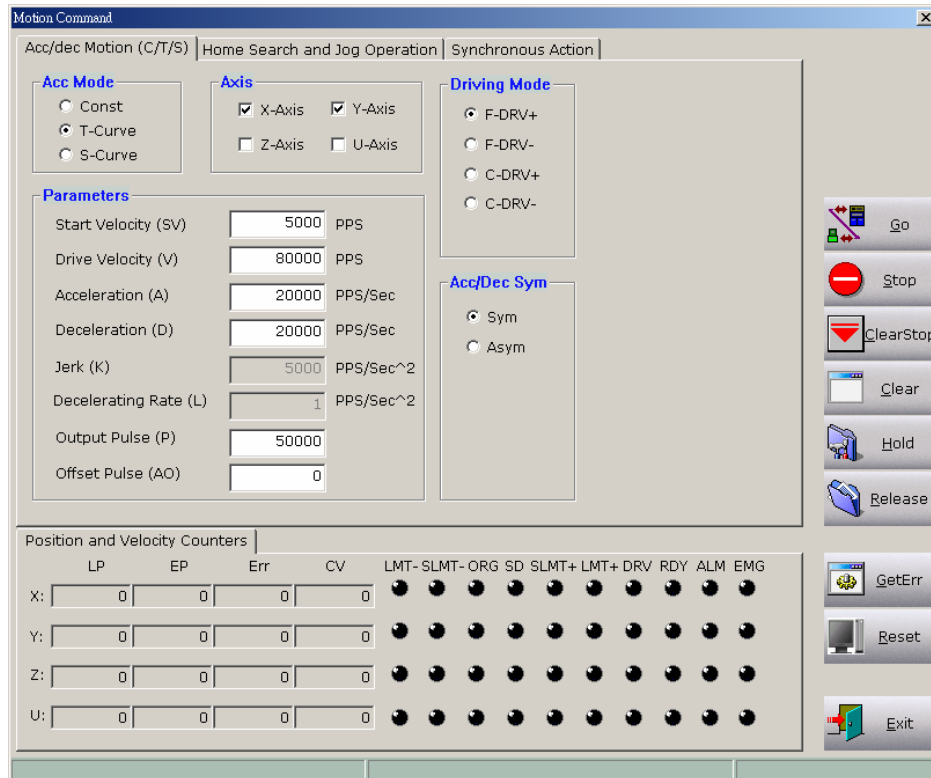 Motion Command
Acc/dec Motion (C/T/S) Home Search and Jog Operation Synchronous Action
Acc Mode
Const
T-Curve
S-Curve
Axis
X-Axis Y-Axis
Z-Axis U-Axis
Driving Mode
F-DRV+
F-DRV-
C-DRV+
C-DRV-
Parameters
Start Velocity (SV) 5000 PPS
Drive Velocity (V) 80000 PPS
Acceleration (A) 20000 PPS/Sec
Deceleration (D) 20000 PPS/Sec
Jerk (K) 5000 PPS/Sec^2
Decelerating Rate (L) 1 PPS/Sec^2
Output Pulse (P) 50000
Offset Pulse (AO) 0
Acc/Dec Sym
Sym
Asym
Go
Stop
ClearStop
Clear
Hold
Release
GetErr
Reset
Exit
Position and Velocity Counters
LP EP Err CV LMT- SLMT- ORG SD SLMT+ LMT+ DRV RDY ALM EMG
X: 0 0 0 0
Y: 0 0 0 0
Z: 0 0 0 0
U: 0 0 0 0